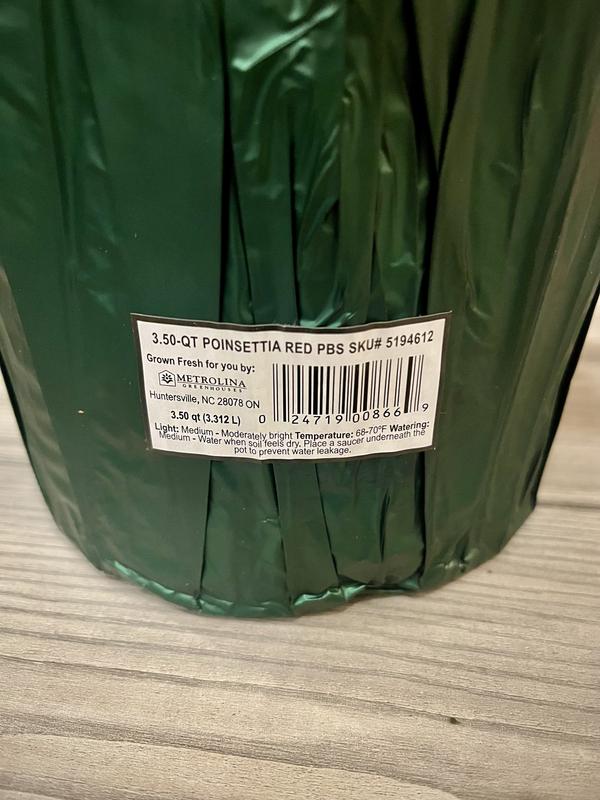 3.50-QT POINSETTIA RED PBS SKU# 5194612
Grown Fresh for you by:
METROLINA
GREENHOUSES
Huntersville, NC 28078 ON
3.50 qt (3.312 L)
0 24719 00866 9
Light: Medium - Moderately bright Temperature: 68-70°F Watering:
Medium - Water when soil feels dry. Place a saucer underneath the
pot to prevent water leakage.